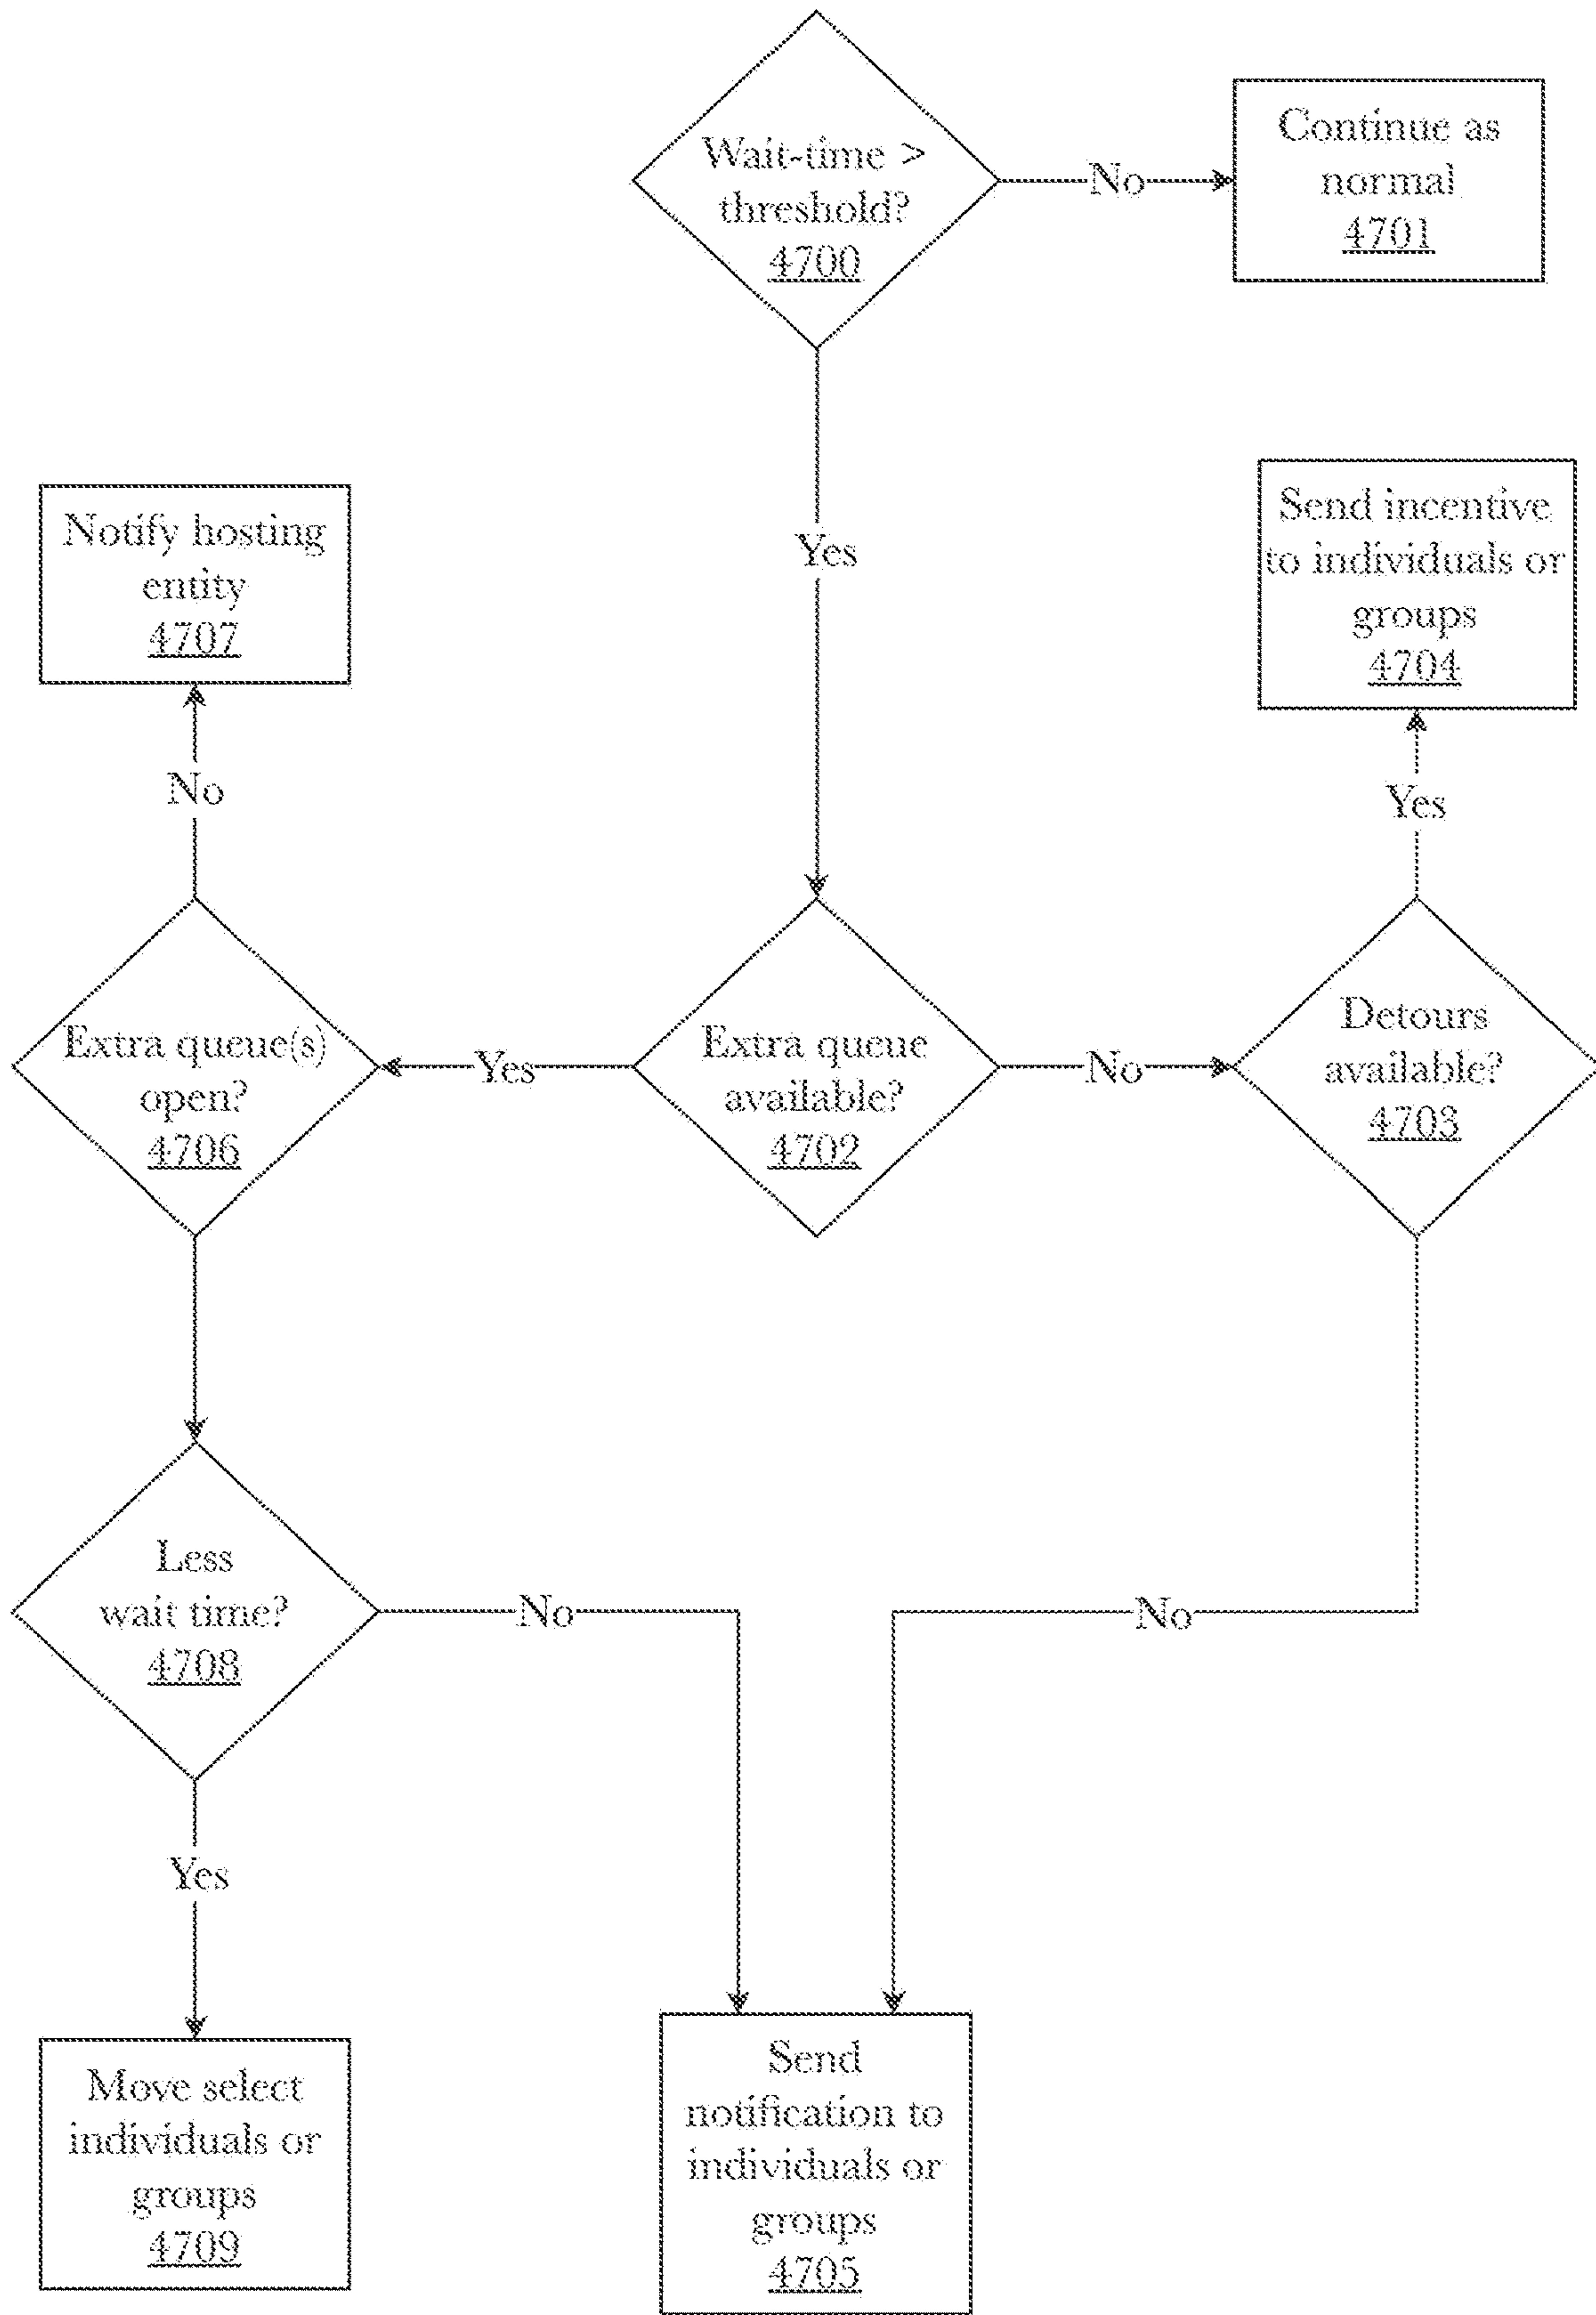 Wait-time >
threshold?
4700
No
Continue as
normal
4701
Yes
Notify hosting
entity
4707
Send incentive
to individuals or
groups
4704
No
Yes
Extra queue(s)
open?
4706
Yes
Extra queue
available?
4702
No
Detours
available?
4703
Less
wait time?
4708
No
No
Yes
Move select
individuals or
groups
4709
Send
notification to
individuals or
groups
4705